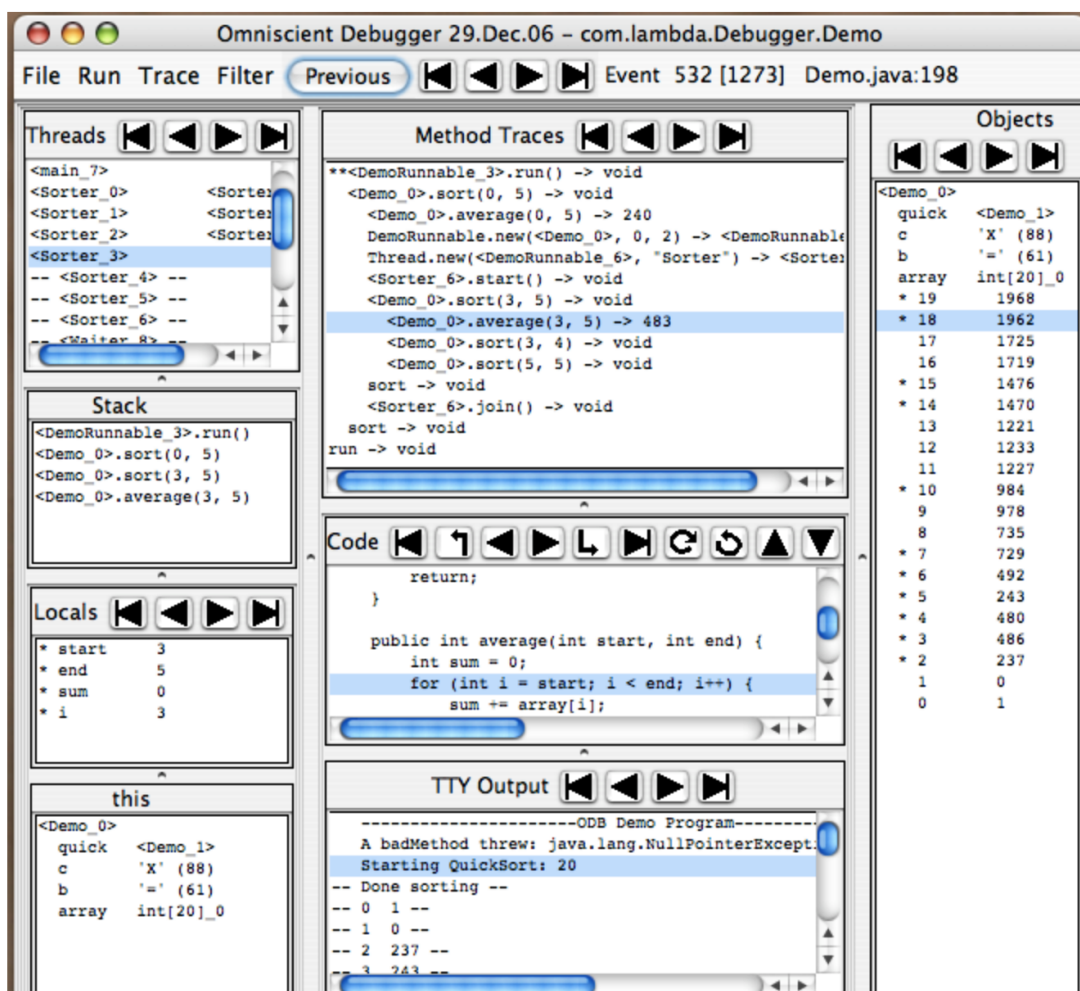 Omniscient Debugger 29.Dec.06 – com.lambda.Debugger.Demo
File Run Trace Filter Previous Event 532 [1273] Demo.java:198
Threads
<main_7>
<Sorter_0> <Sorter
<Sorter_1> <Sorter
<Sorter_2> <Sorter
<Sorter_3>
-- <Sorter_4> --
-- <Sorter_5> --
-- <Sorter_6> --
-- <Waiter_8> --
Stack
<DemoRunnable_3>.run()
<Demo_0>.sort(0, 5)
<Demo_0>.sort(3, 5)
<Demo_0>.average(3, 5)
Locals
* start 3
* end 5
* sum 0
* i 3
this
<Demo_0>
quick <Demo_1>
c 'X' (88)
b '=' (61)
array int[20]_0
Method Traces
**<DemoRunnable_3>.run() -> void
<Demo_0>.sort(0, 5) -> void
<Demo_0>.average(0, 5) -> 240
DemoRunnable.new(<Demo_0>, 0, 2) -> <DemoRunnable
Thread.new(<DemoRunnable_6>, "Sorter") -> <Sorter
<Sorter_6>.start() -> void
<Demo_0>.sort(3, 5) -> void
<Demo_0>.average(3, 5) -> 483
<Demo_0>.sort(3, 4) -> void
<Demo_0>.sort(5, 5) -> void
sort -> void
<Sorter_6>.join() -> void
sort -> void
run -> void
Code
return;
}
public int average(int start, int end) {
int sum = 0;
for (int i = start; i < end; i++) {
sum += array[i];
TTY Output
----------------------ODB Demo Program---------
A badMethod threw: java.lang.NullPointerExcept
Starting QuickSort: 20
-- Done sorting --
-- 0 1 --
-- 1 0 --
-- 2 237 --
-- 3 243 --
Objects
<Demo_0>
quick <Demo_1>
c 'X' (88)
b '=' (61)
array int[20]_0
* 19 1968
* 18 1962
17 1725
16 1719
* 15 1476
* 14 1470
13 1221
12 1233
11 1227
* 10 984
9 978
8 735
* 7 729
* 6 492
* 5 243
* 4 480
* 3 486
* 2 237
1 0
0 1